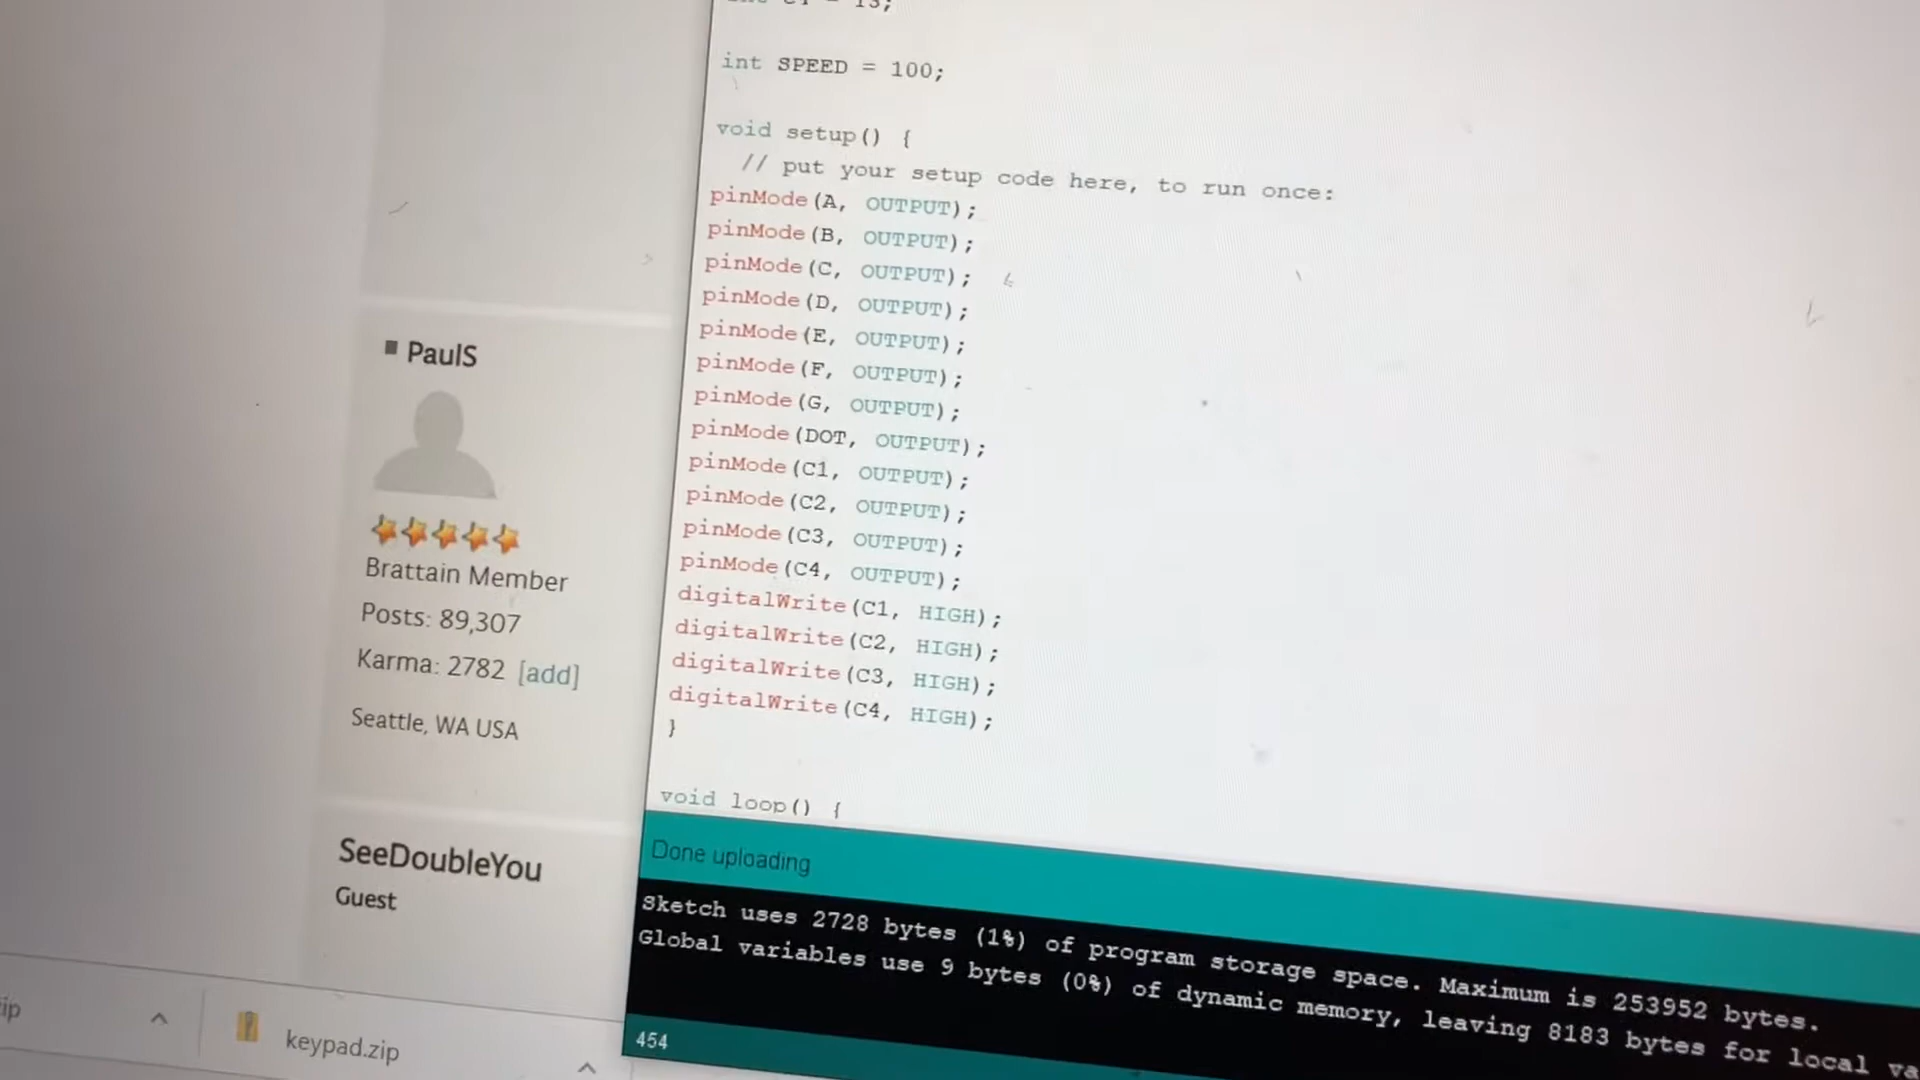 int SPEED = 100;
void setup() {
// put your setup code here, to run once:
pinMode(A, OUTPUT);
pinMode(B, OUTPUT);
pinMode(C, OUTPUT);
pinMode(D, OUTPUT);
pinMode(E, OUTPUT);
pinMode(F, OUTPUT);
pinMode(G, OUTPUT);
pinMode(DOT, OUTPUT);
pinMode(C1, OUTPUT);
pinMode(C2, OUTPUT);
pinMode(C3, OUTPUT);
pinMode(C4, OUTPUT);
digitalWrite(C1, HIGH);
digitalWrite(C2, HIGH);
digitalWrite(C3, HIGH);
digitalWrite(C4, HIGH);
}
void loop() {
Done uploading
Sketch uses 2728 bytes (1%) of program storage space. Maximum is 253952 bytes.
Global variables use 9 bytes (0%) of dynamic memory, leaving 8183 bytes for local va
454
PaulS
Brattain Member
Posts: 89,307
Karma: 2782 [add]
Seattle, WA USA
SeeDoubleYou
Guest
keypad.zip